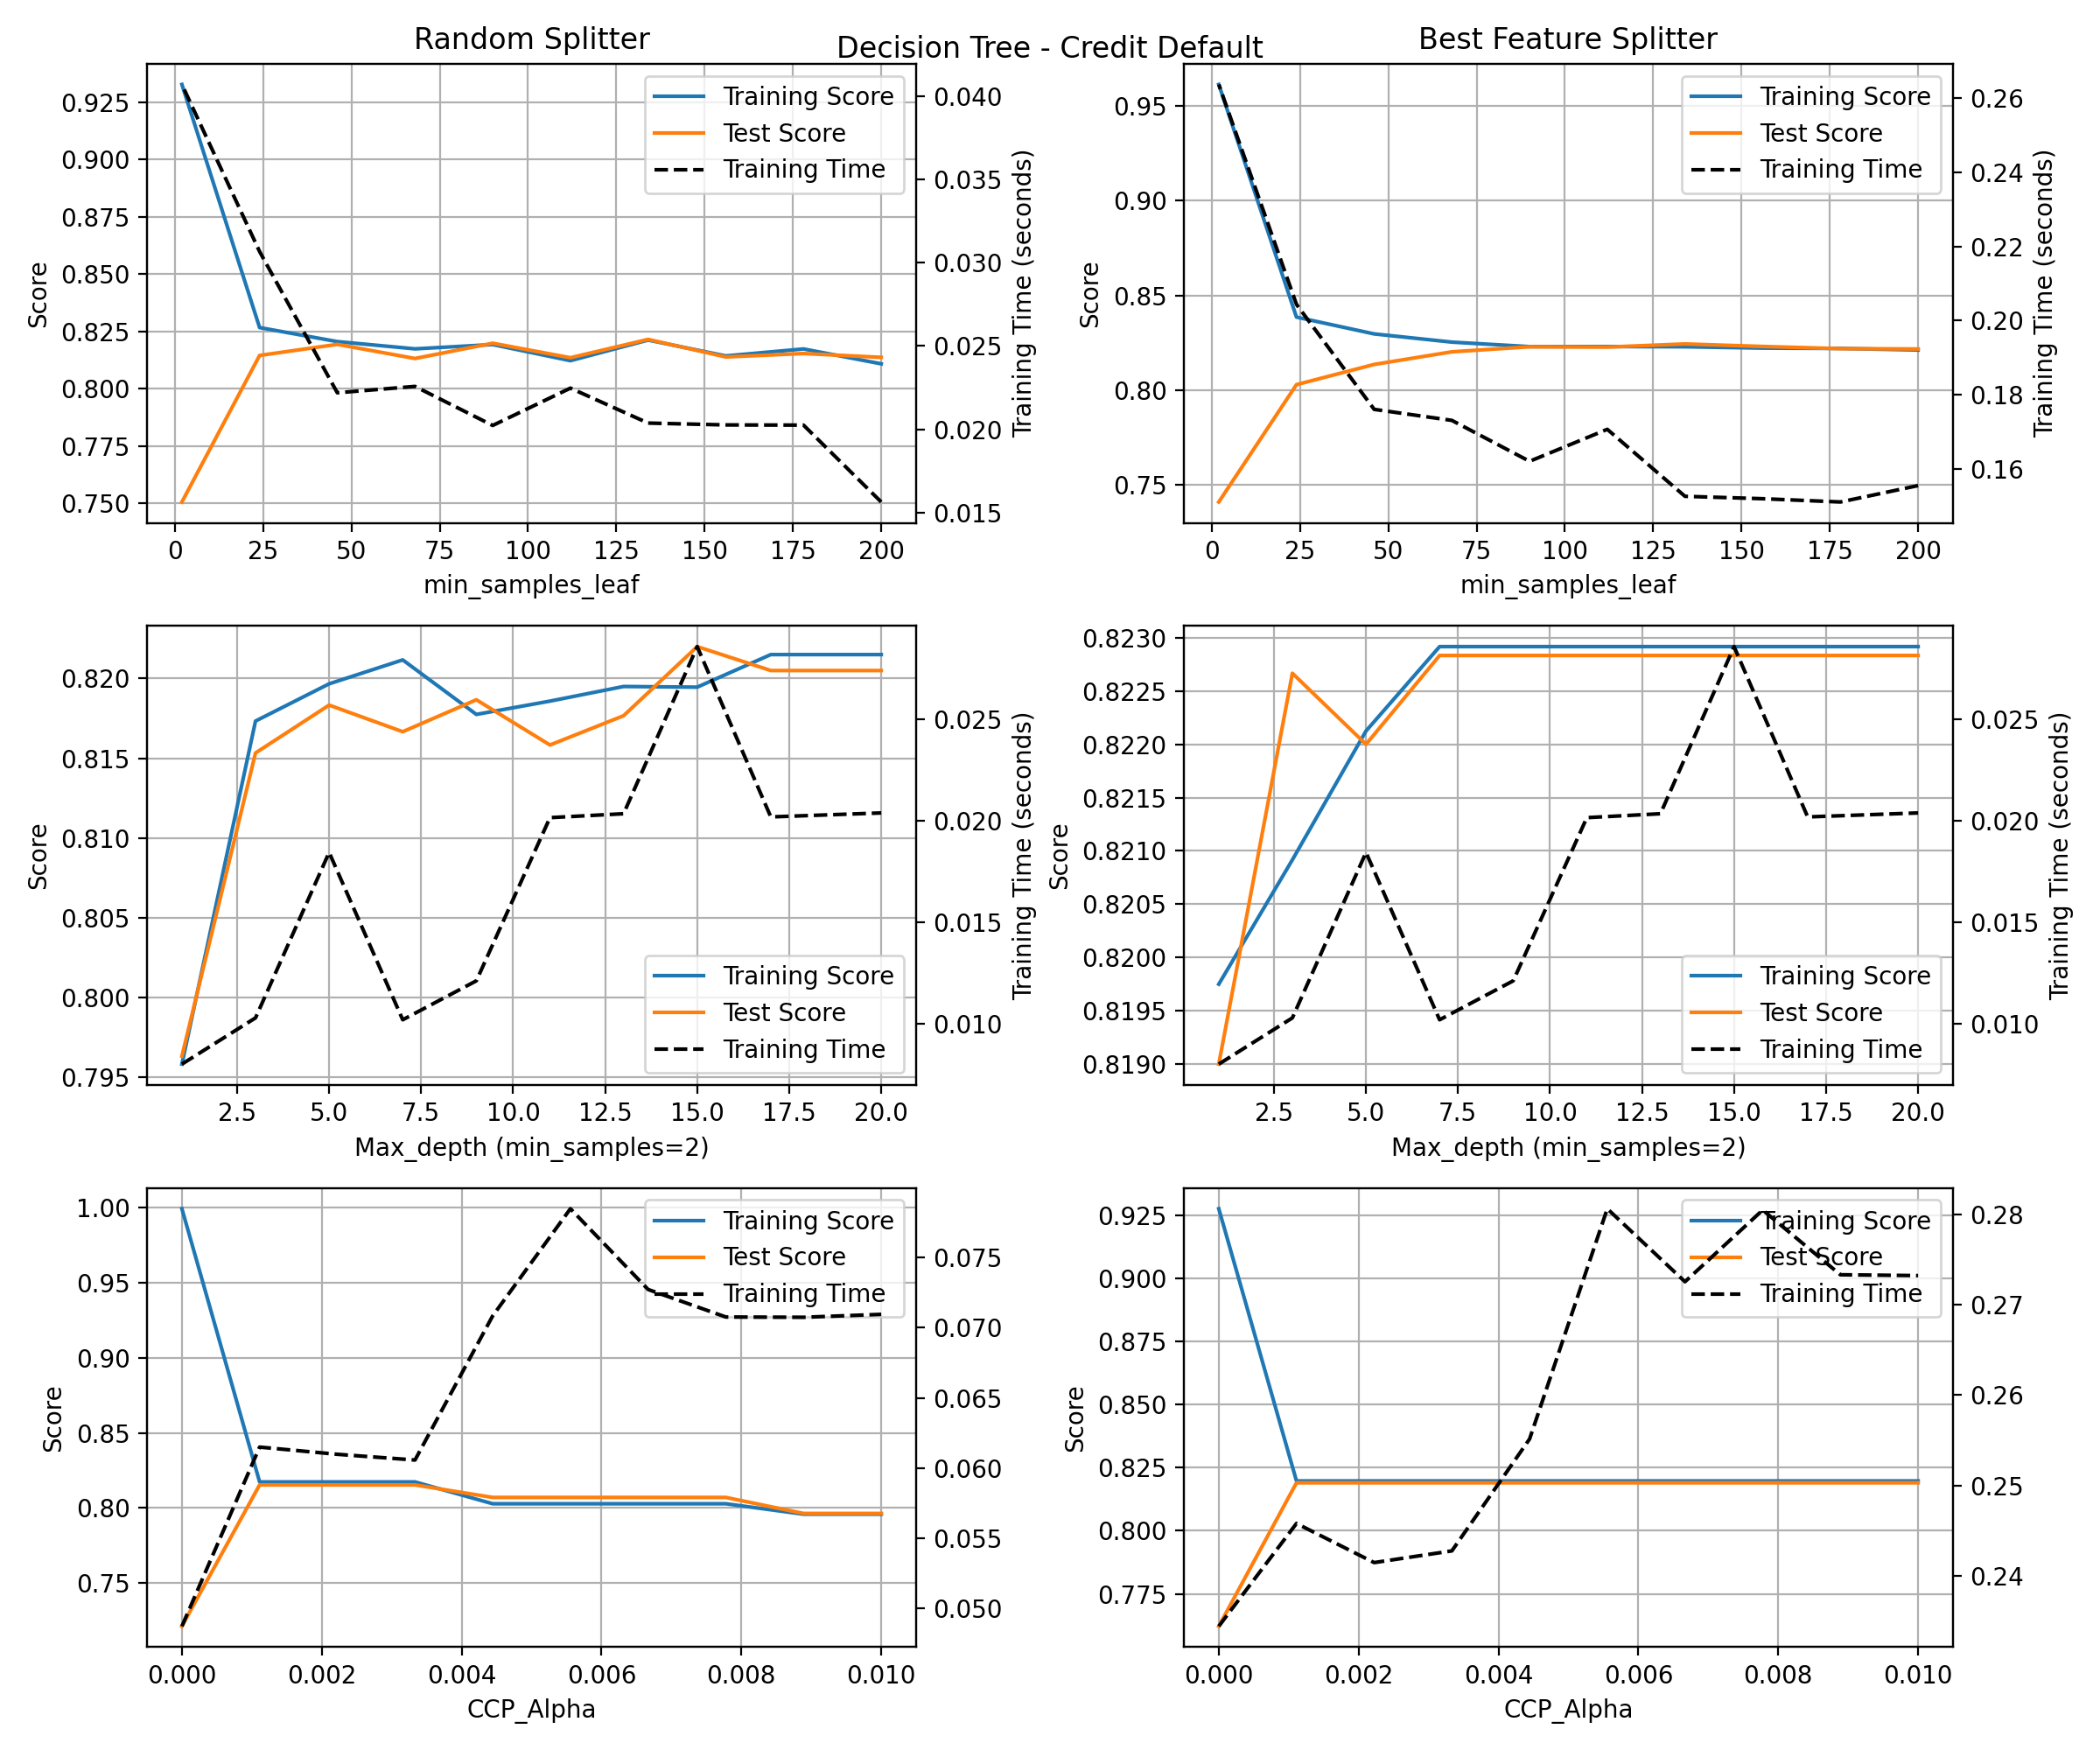 Decision Tree - Credit Default
Random Splitter
0.925
0.900
0.875
0.850
0.825
0.800
0.775
0.750
Score
0 25 50 75 100 125 150 175 200
min_samples_leaf
0.040
0.035
0.030
0.025
0.020
0.015
Training Time (seconds)
Training Score
Test Score
Training Time
Best Feature Splitter
0.95
0.90
0.85
0.80
0.75
Score
0 25 50 75 100 125 150 175 200
min_samples_leaf
0.26
0.24
0.22
0.20
0.18
0.16
Training Time (seconds)
Training Score
Test Score
Training Time
0.820
0.815
0.810
0.805
0.800
0.795
Score
2.5 5.0 7.5 10.0 12.5 15.0 17.5 20.0
Max_depth (min_samples=2)
0.025
0.020
0.015
0.010
Training Time (seconds)
Training Score
Test Score
Training Time
0.8230
0.8225
0.8220
0.8215
0.8210
0.8205
0.8200
0.8195
0.8190
Score
2.5 5.0 7.5 10.0 12.5 15.0 17.5 20.0
Max_depth (min_samples=2)
0.025
0.020
0.015
0.010
Training Time (seconds)
Training Score
Test Score
Training Time
1.00
0.95
0.90
0.85
0.80
0.75
Score
0.000 0.002 0.004 0.006 0.008 0.010
CCP_Alpha
0.075
0.070
0.065
0.060
0.055
0.050
Training Score
Test Score
Training Time
0.925
0.900
0.875
0.850
0.825
0.800
0.775
Score
0.000 0.002 0.004 0.006 0.008 0.010
CCP_Alpha
0.28
0.27
0.26
0.25
0.24
Training Score
Test Score
Training Time